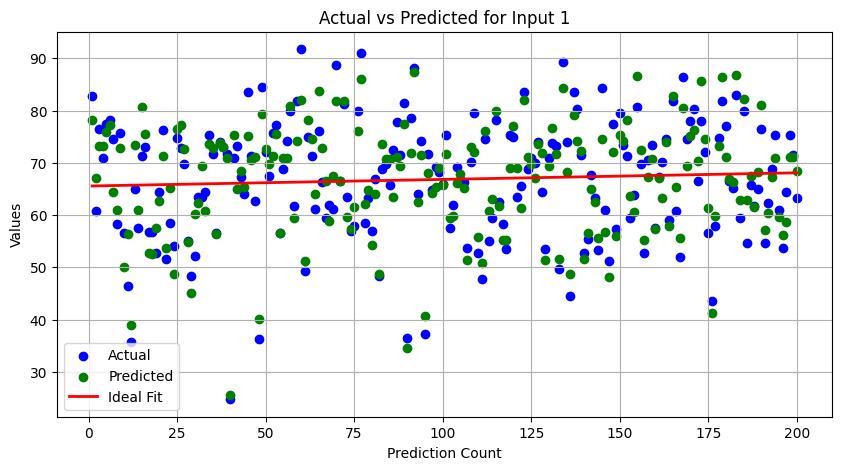 Actual vs Predicted for Input 1
Values
90
80
70
60
50
40
30
Actual
Predicted
Ideal Fit
0
25
50
75
100
125
150
175
200
Prediction Count